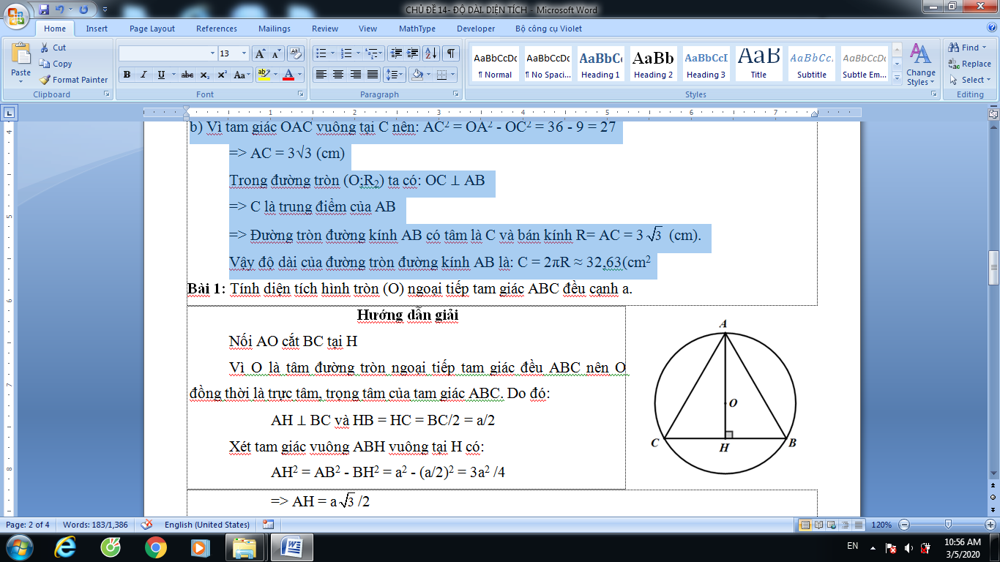 CHỦ ĐỀ 14- ĐỘ DÀI. DIỆN TÍCH - Microsoft Word
Home Insert Page Layout References Mailings Review View MathType Developer Bộ công cụ Violet
Paste
Cut
Copy
Format Painter
Clipboard
13
B I U abc x₂ x² Aa
Font
Paragraph
AaBbCcDc AaBbCcDc AaBbCc AaBb AaBbCcI AaB AaBbCc. AaBbCcDc
¶ Normal ¶ No Spaci... Heading 1 Heading 2 Heading 3 Title Subtitle Subtle Em...
Change Styles
Styles
Find
Replace
Select
Editing
L
1 2 3 4 5 6 7
4
5
6
7
8
b) Vì tam giác OAC vuông tại C nên: AC² = OA² - OC² = 36 - 9 = 27
=> AC = 3√3 (cm)
Trong đường tròn (O;R₂) ta có: OC ⊥ AB
=> C là trung điểm của AB
=> Đường tròn đường kính AB có tâm là C và bán kính R= AC = 3√3 (cm).
Vậy độ dài của đường tròn đường kính AB là: C = 2πR ≈ 32,63(cm²
Bài 1: Tính diện tích hình tròn (O) ngoại tiếp tam giác ABC đều cạnh a.
Hướng dẫn giải
Nối AO cắt BC tại H
Vì O là tâm đường tròn ngoại tiếp tam giác đều ABC nên O
đồng thời là trực tâm, trọng tâm của tam giác ABC. Do đó:
AH ⊥ BC và HB = HC = BC/2 = a/2
Xét tam giác vuông ABH vuông tại H có:
AH² = AB² - BH² = a² - (a/2)² = 3a² /4
=> AH = a√3 /2
A
O
C
H
B
Page: 2 of 4 Words: 183/1,386 English (United States) 120%
EN
10:56 AM
3/5/2020